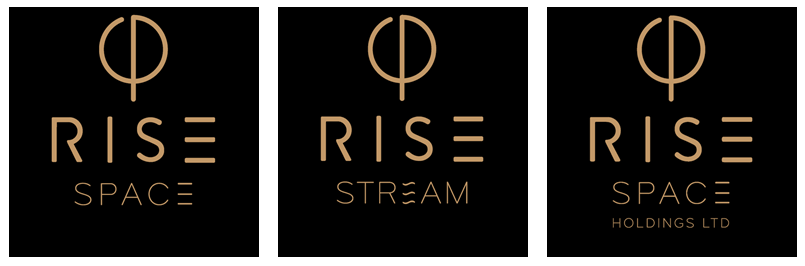 RISE
SPACE
RISE
STREAM
RISE
SPACE
HOLDINGS LTD